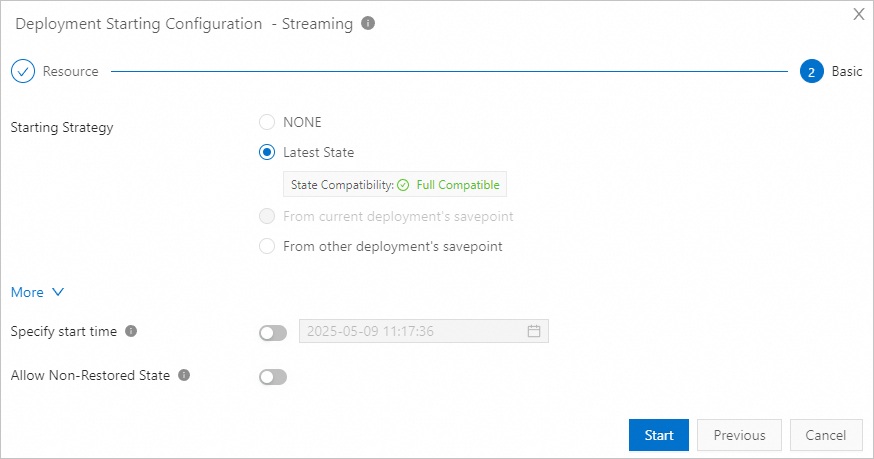 Deployment Starting Configuration - Streaming
Resource
2 Basic
Starting Strategy
NONE
Latest State
State Compatibility: Full Compatible
From current deployment's savepoint
From other deployment's savepoint
More
Specify start time
2025-05-09 11:17:36
Allow Non-Restored State
Start Previous Cancel